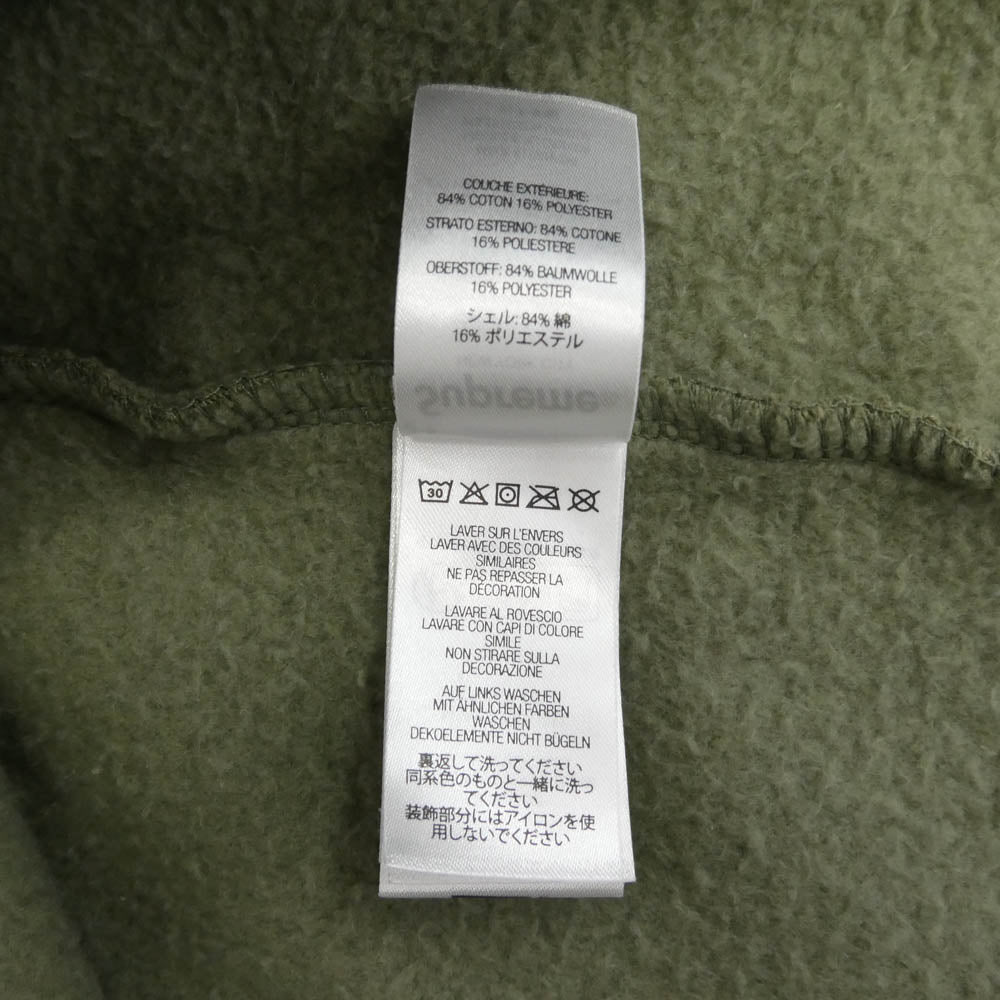 COUCHE EXTÉRIEURE:
84% COTON 16% POLYESTER
STRATO ESTERNO: 84% COTONE
16% POLIESTERE
OBERSTOFF: 84% BAUMWOLLE
16% POLYESTER
シェル: 84% 綿
16% ポリエステル
Supreme
30
LAVER SUR L'ENVERS
LAVER AVEC DES COULEURS
SIMILAIRES
NE PAS REPASSER LA
DÉCORATION
LAVARE AL ROVESCIO
LAVARE CON CAPI DI COLORE
SIMILE
NON STIRARE SULLA
DECORAZIONE
AUF LINKS WASCHEN
MIT ÄHNLICHEN FARBEN
WASCHEN
DEKOELEMENTE NICHT BÜGELN
裏返して洗ってください
同系色のものと一緒に洗っ
てください
装飾部分にはアイロンを使
用しないでください